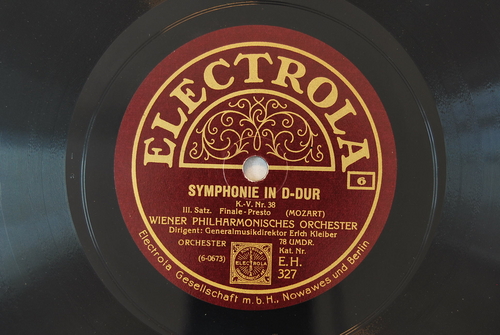 ELECTROLA
6
SYMPHONIE IN D-DUR
K.-V. Nr. 38
III. Satz. Finale-Presto (MOZART)
WIENER PHILHARMONISCHES ORCHESTER
Dirigent: Generalmusikdirektor Erich Kleiber
ORCHESTER
78 UMDR.
Kat. Nr.
(6-0673)
ELECTROLA
E.H.
327
Electrola Gesellschaft m.b.H., Nowawes und Berlin